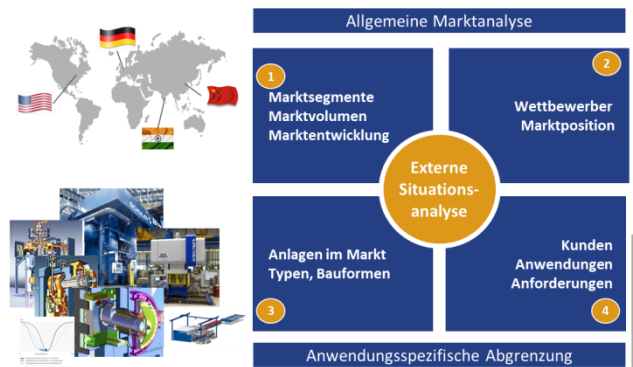 Allgemeine Marktanalyse
1
Marktsegmente
Marktvolumen
Marktentwicklung
2
Wettbewerber
Marktposition
Externe
Situations-
analyse
Anlagen im Markt
Typen, Bauformen
3
Kunden
Anwendungen
Anforderungen
4
Anwendungsspezifische Abgrenzung